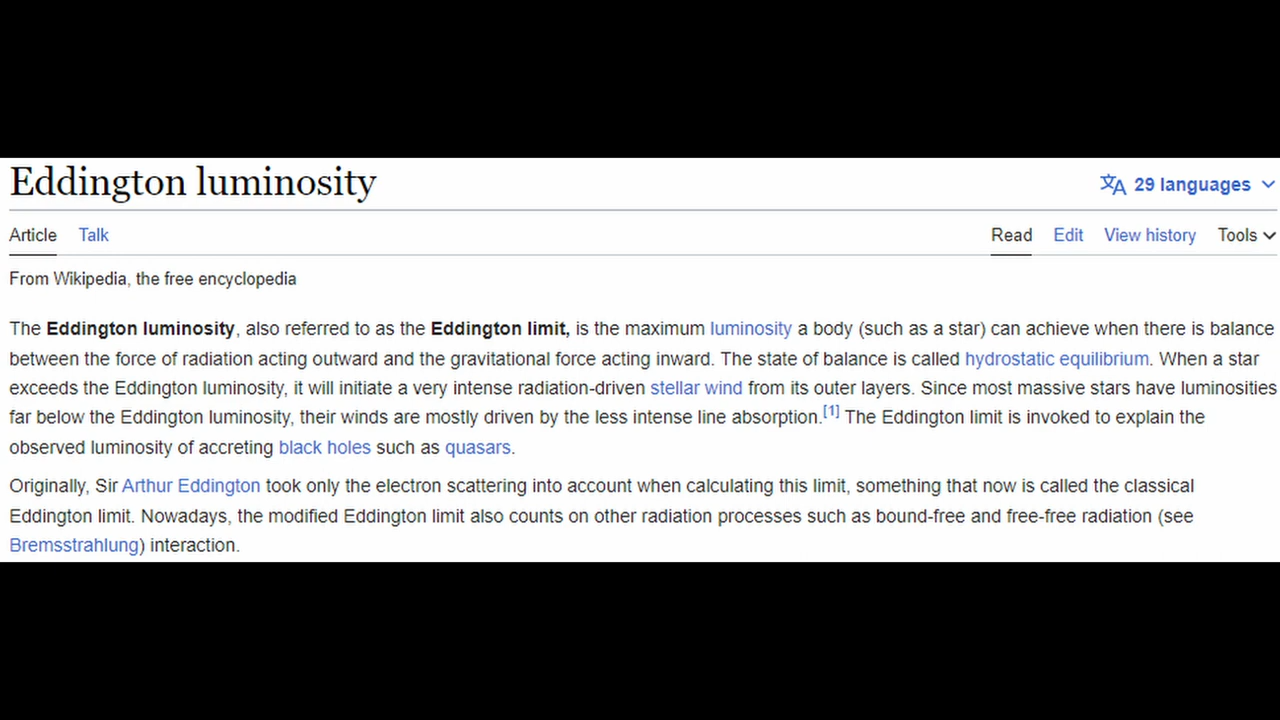 Eddington luminosity
29 languages
Article Talk Read Edit View history Tools
From Wikipedia, the free encyclopedia
The Eddington luminosity, also referred to as the Eddington limit, is the maximum luminosity a body (such as a star) can achieve when there is balance
between the force of radiation acting outward and the gravitational force acting inward. The state of balance is called hydrostatic equilibrium. When a star
exceeds the Eddington luminosity, it will initiate a very intense radiation-driven stellar wind from its outer layers. Since most massive stars have luminosities
far below the Eddington luminosity, their winds are mostly driven by the less intense line absorption.[1] The Eddington limit is invoked to explain the
observed luminosity of accreting black holes such as quasars.
Originally, Sir Arthur Eddington took only the electron scattering into account when calculating this limit, something that now is called the classical
Eddington limit. Nowadays, the modified Eddington limit also counts on other radiation processes such as bound-free and free-free radiation (see
Bremsstrahlung) interaction.